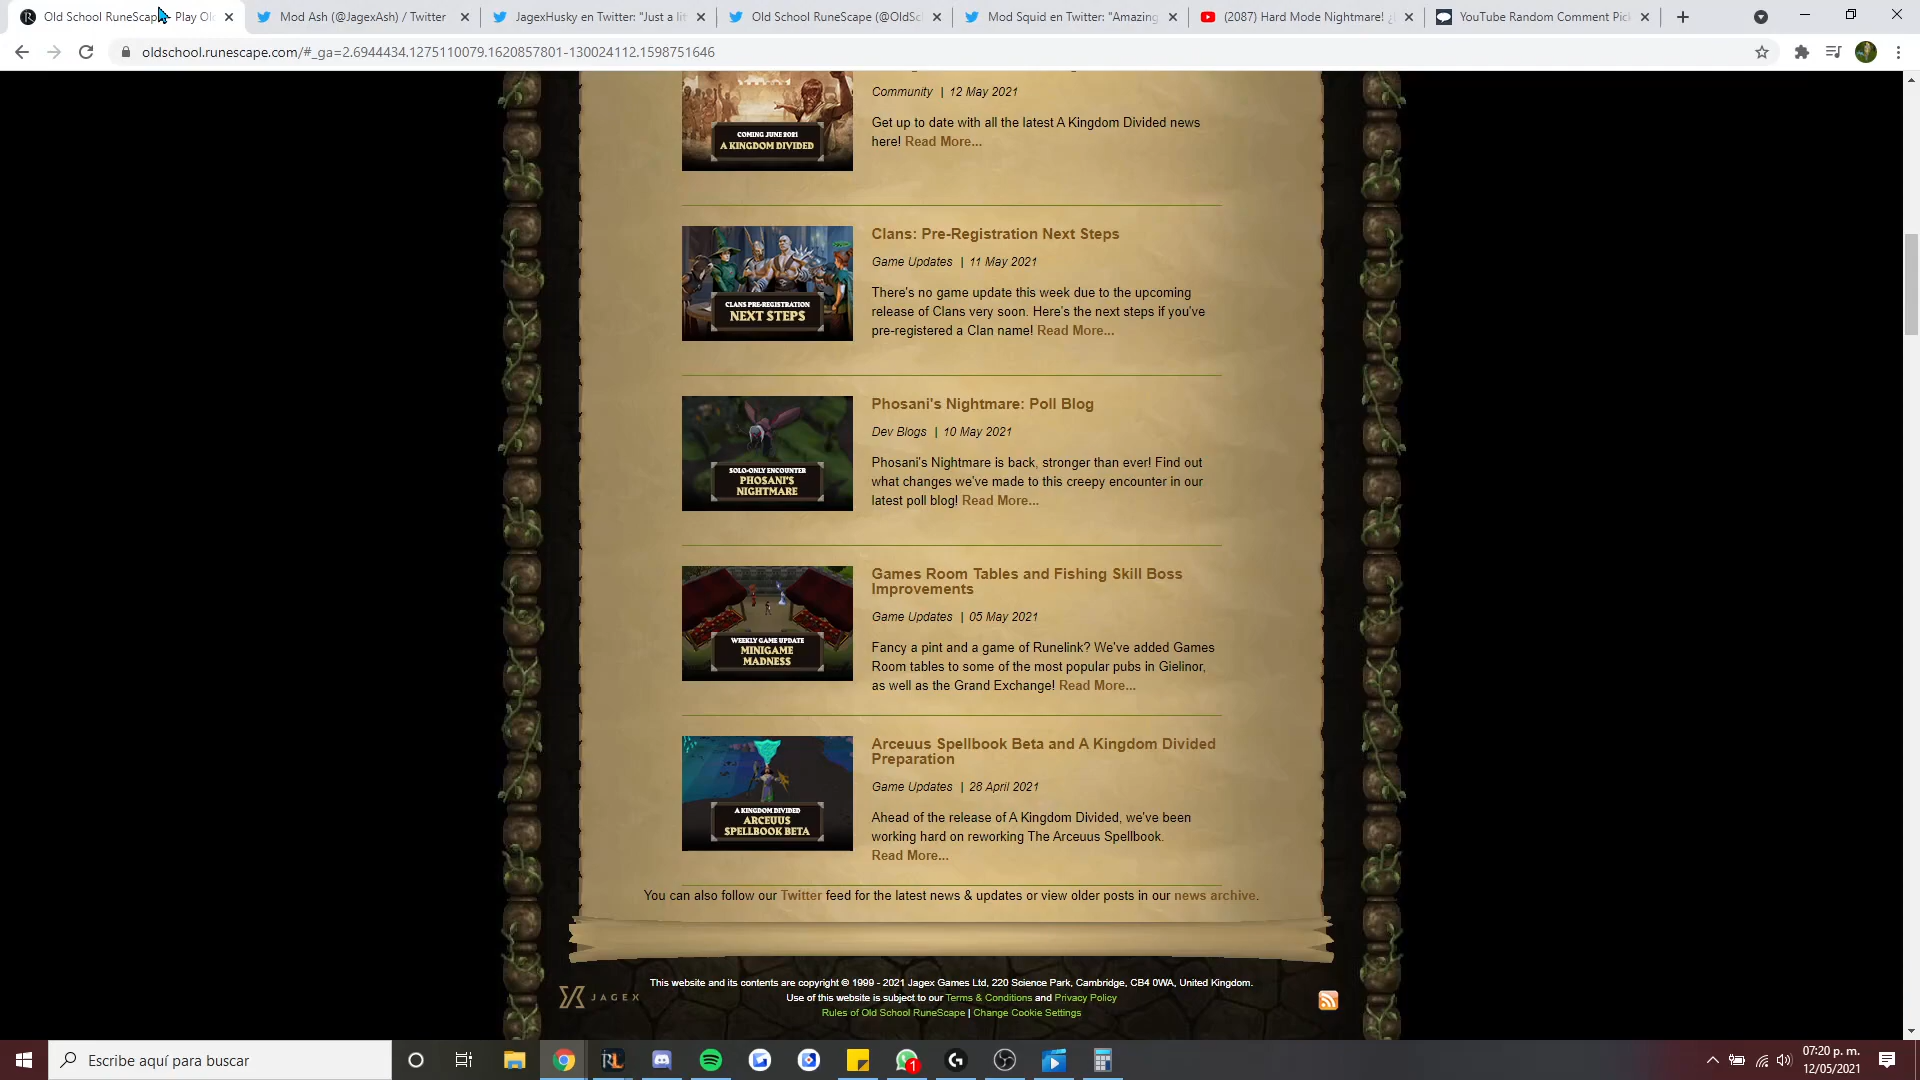 Old School RuneScap
Play Ol
Mod Ash (@JagexAsh) / Twitter
JagexHusky en Twitter: "Just a lit
Old School RuneScape (@OldSc
Mod Squid en Twitter: "Amazing
(2087) Hard Mode Nightmare! ¿
YouTube Random Comment Pick
oldschool.runescape.com/#_ga=2.6944434.1275110079.1620857801-130024112.1598751646
COMING JUNE 2021
A KINGDOM DIVIDED
Community | 12 May 2021
Get up to date with all the latest A Kingdom Divided news
here! Read More...
CLANS PRE-REGISTRATION
NEXT STEPS
Clans: Pre-Registration Next Steps
Game Updates | 11 May 2021
There's no game update this week due to the upcoming
release of Clans very soon. Here's the next steps if you've
pre-registered a Clan name! Read More...
SOLO-ONLY ENCOUNTER
PHOSANI'S
NIGHTMARE
Phosani's Nightmare: Poll Blog
Dev Blogs | 10 May 2021
Phosani's Nightmare is back, stronger than ever! Find out
what changes we've made to this creepy encounter in our
latest poll blog! Read More...
WEEKLY GAME UPDATE
MINIGAME
MADNESS
Games Room Tables and Fishing Skill Boss
Improvements
Game Updates | 05 May 2021
Fancy a pint and a game of Runelink? We've added Games
Room tables to some of the most popular pubs in Gielinor,
as well as the Grand Exchange! Read More...
A KINGDOM DIVIDED
ARCEUUS
SPELLBOOK BETA
Arceuus Spellbook Beta and A Kingdom Divided
Preparation
Game Updates | 28 April 2021
Ahead of the release of A Kingdom Divided, we've been
working hard on reworking The Arceuus Spellbook.
Read More...
You can also follow our Twitter feed for the latest news & updates or view older posts in our news archive.
JAGEX
This website and its contents are copyright © 1999 - 2021 Jagex Games Ltd, 220 Science Park, Cambridge, CB4 0WA, United Kingdom.
Use of this website is subject to our Terms & Conditions and Privacy Policy
Rules of Old School RuneScape | Change Cookie Settings
Escribe aquí para buscar
RL
1
07:20 p. m.
12/05/2021